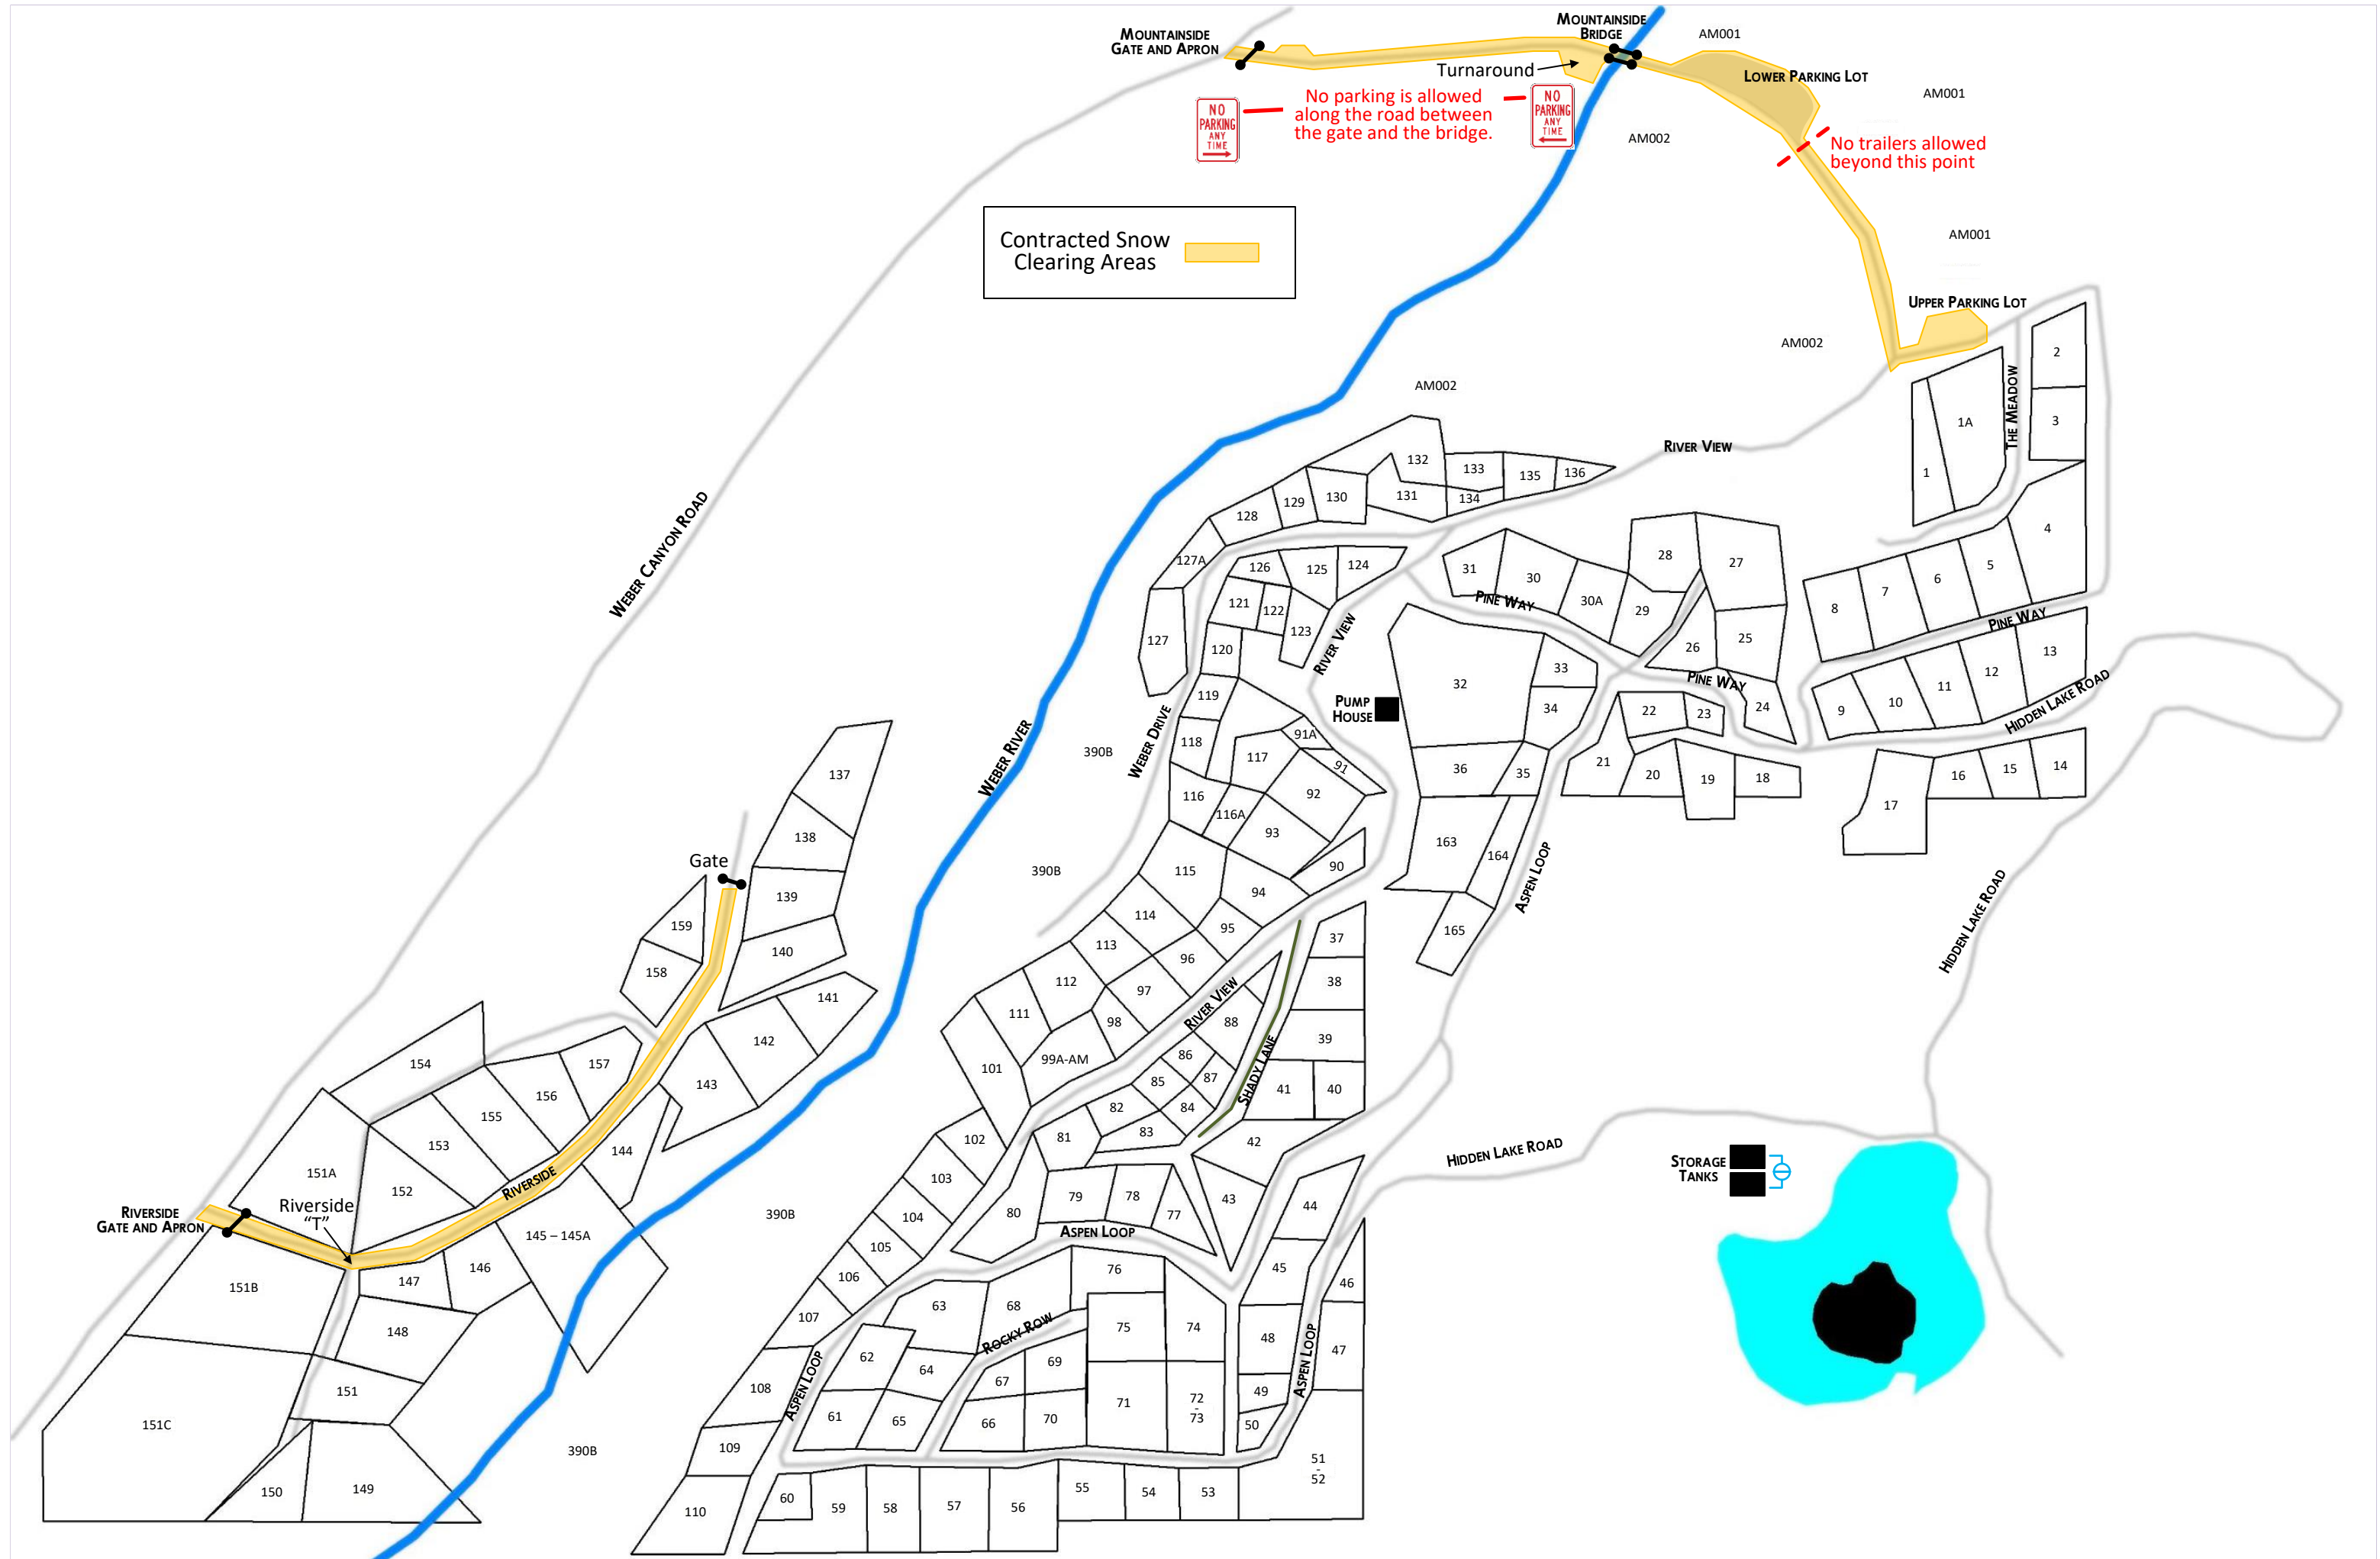 MOUNTAINSIDE
GATE AND APRON
MOUNTAINSIDE
BRIDGE
AM001
Turnaround
LOWER PARKING LOT
AM001
NO
PARKING
ANY
TIME
No parking is allowed
along the road between
the gate and the bridge.
NO
PARKING
ANY
TIME
AM002
No trailers allowed
beyond this point
Contracted Snow
Clearing Areas
AM001
UPPER PARKING LOT
AM002
AM002
2
THE MEADOW
1A
3
1
4
RIVER VIEW
132
133
135
136
131
134
130
129
128
127A
126
125
124
121
122
123
127
120
119
118
RIVER VIEW
31
30
30A
29
28
27
26
25
PINE WAY
PINE WAY
24
8
7
6
5
PINE WAY
13
12
11
10
9
HIDDEN LAKE ROAD
32
33
34
PUMP
HOUSE
36
35
22
23
21
20
19
18
17
16
15
14
WEBER CANYON ROAD
WEBER RIVER
WEBER DRIVE
390B
390B
91A
91
117
92
116
116A
93
90
115
94
163
164
165
ASPEN LOOP
HIDDEN LAKE ROAD
137
138
Gate
139
159
140
158
141
142
143
114
95
113
96
112
97
111
98
99A-AM
101
RIVER VIEW
88
86
87
85
84
82
83
81
SHADY LANE
37
38
39
41
40
42
43
154
157
156
155
153
144
151A
152
RIVERSIDE
Riverside
“T”
RIVERSIDE
GATE AND APRON
145 – 145A
146
147
151B
148
151
151C
150
149
390B
390B
102
103
104
105
106
107
108
109
110
80
79
78
77
ASPEN LOOP
HIDDEN LAKE ROAD
STORAGE
TANKS
44
45
46
47
48
49
50
ASPEN LOOP
76
63
68
ROCKY ROW
75
74
62
64
69
67
61
65
66
70
71
72
-
73
ASPEN LOOP
51
-
52
60
59
58
57
56
55
54
53